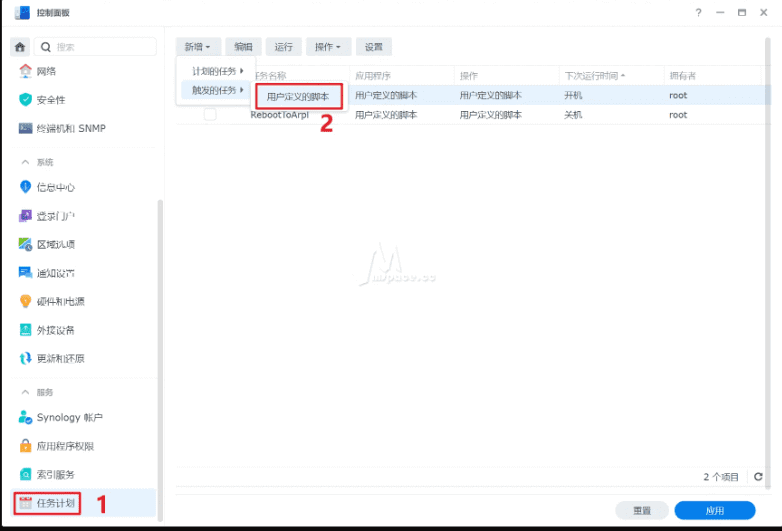 控制面板
?
搜索
新增 编辑 运行 操作 设置
网络
安全性
终端机和 SNMP
系统
信息中心
登录门户
区域选项
通知设置
硬件和电源
外接设备
更新和还原
服务
Synology 帐户
应用程序权限
索引服务
任务计划
1
计划的任务
触发的任务
用户定义的脚本
2
任务名称 应用程序 操作 下次运行时间 拥有者
用户定义的脚本 用户定义的脚本 开机 root
RebootToArpl 用户定义的脚本 用户定义的脚本 关机 root
2 个项目
重置 应用